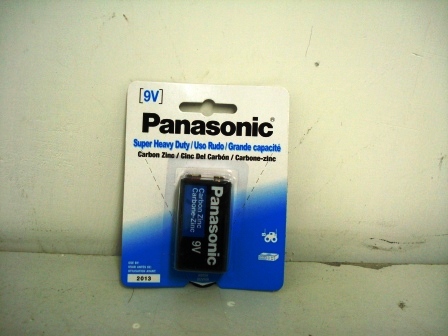 [9V]
Panasonic
Super Heavy Duty / Uso Rudo / Grande capacité
Carbon Zinc / Cinc Del Carbón / Carbone-zinc
Panasonic
Carbon Zinc
Carbone-Zinc
9V
2013